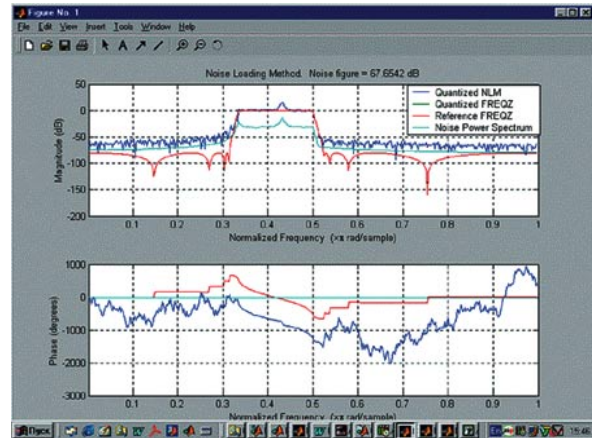 Figure No. 1
File Edit View Insert Tools Window Help
Noise Loading Method. Noise figure = 67.6542 dB
50
0
-50
-100
-150
-200
Magnitude (dB)
Quantized NLM
Quantized FREQZ
Reference FREQZ
Noise Power Spectrum
0.1 0.2 0.3 0.4 0.5 0.6 0.7 0.8 0.9 1
Normalized Frequency (×π rad/sample)
1000
0
-1000
-2000
-3000
Phase (degrees)
0.1 0.2 0.3 0.4 0.5 0.6 0.7 0.8 0.9 1
Normalized Frequency (×π rad/sample)
Пуск
En
15:46